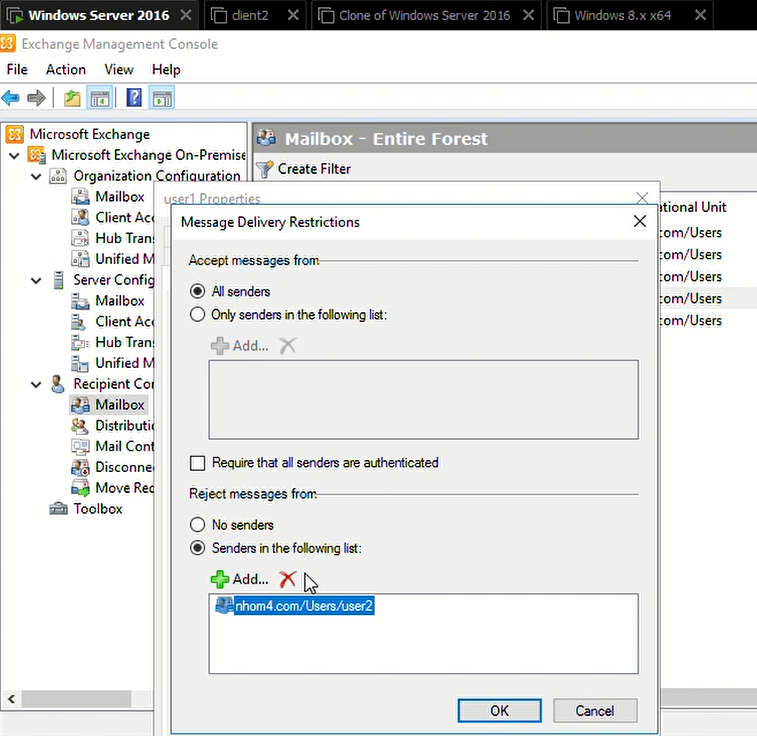 Windows Server 2016
client2
Clone of Windows Server 2016
Windows 8.x x64
Exchange Management Console
File Action View Help
Microsoft Exchange
Microsoft Exchange On-Premise
Organization Configuration
Mailbox
Client Acc
Hub Trans
Unified M
Server Config
Mailbox
Client Acc
Hub Trans
Unified M
Recipient Con
Mailbox
Distributio
Mail Cont
Disconnec
Move Req
Toolbox
Mailbox - Entire Forest
Create Filter
ational Unit
com/Users
com/Users
com/Users
com/Users
com/Users
user1 Properties
Message Delivery Restrictions
Accept messages from
All senders
Only senders in the following list:
Add...
Require that all senders are authenticated
Reject messages from
No senders
Senders in the following list:
Add...
nhom4.com/Users/user2
OK
Cancel